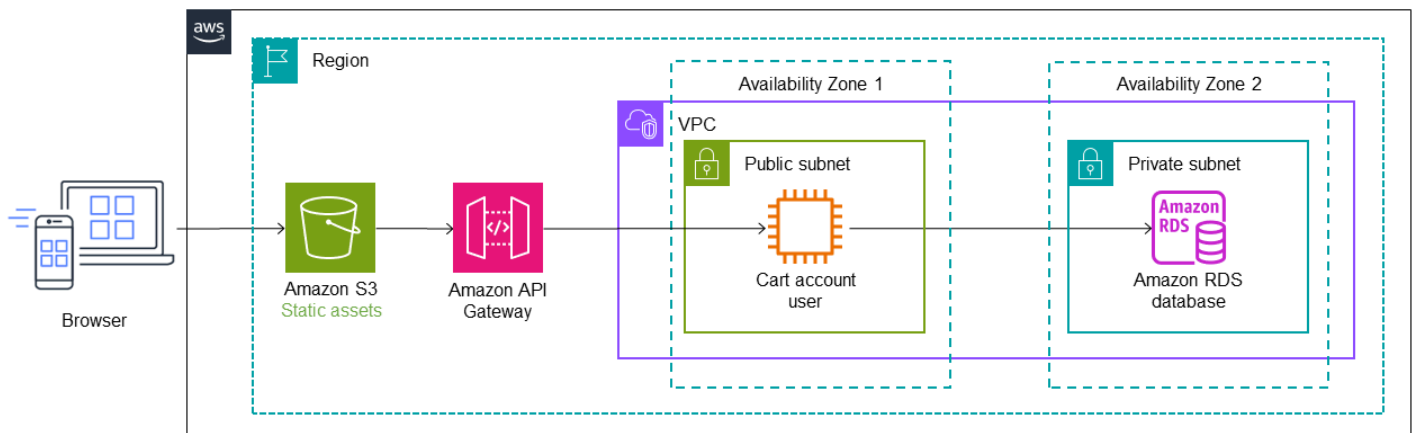 aws
Region
Availability Zone 1
Availability Zone 2
VPC
Public subnet
Private subnet
Amazon
RDS
Cart account
user
Amazon RDS
database
Amazon S3
Static assets
Amazon API
Gateway
</>
Browser